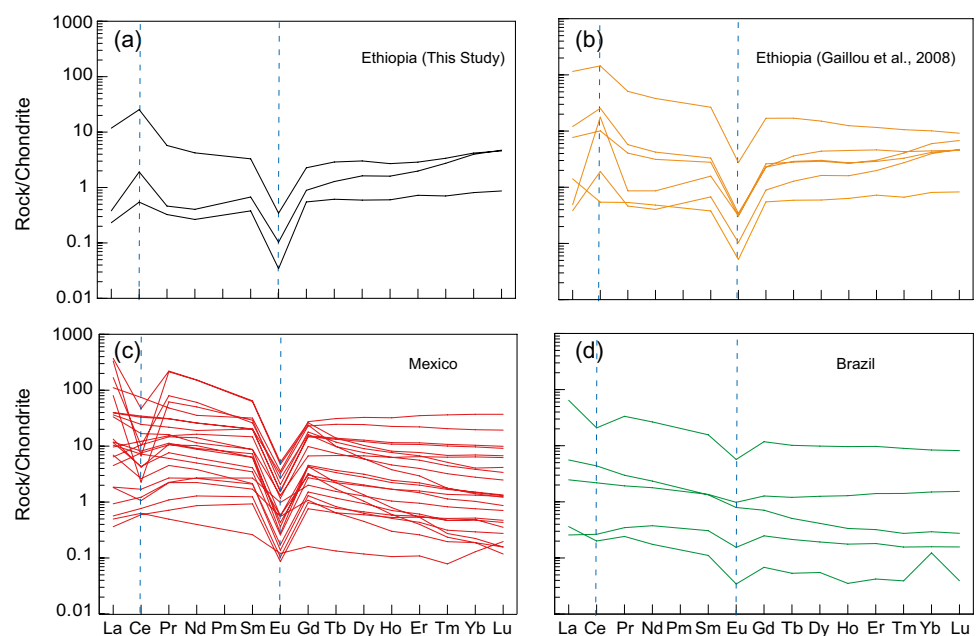 1000
100
10
1
0.1
0.01
Rock/Chondrite
(a)
Ethiopia (This Study)
(b)
Ethiopia (Gaillou et al., 2008)
1000
100
10
1
0.1
0.01
Rock/Chondrite
(c)
Mexico
(d)
Brazil
La Ce Pr Nd Pm Sm Eu Gd Tb Dy Ho Er Tm Yb Lu
La Ce Pr Nd Pm Sm Eu Gd Tb Dy Ho Er Tm Yb Lu